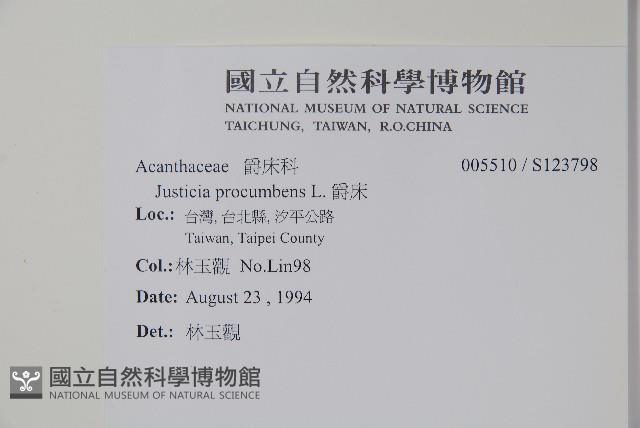 國立自然科學博物館
NATIONAL MUSEUM OF NATURAL SCIENCE
TAICHUNG, TAIWAN, R.O.CHINA
Acanthaceae 爵床科 005510 / S123798
Justicia procumbens L. 爵床
Loc.: 台灣, 台北縣, 汐平公路
Taiwan, Taipei County
Col.: 林玉觀 No.Lin98
Date: August 23 , 1994
Det.: 林玉觀
國立自然科學博物館
NATIONAL MUSEUM OF NATURAL SCIENCE